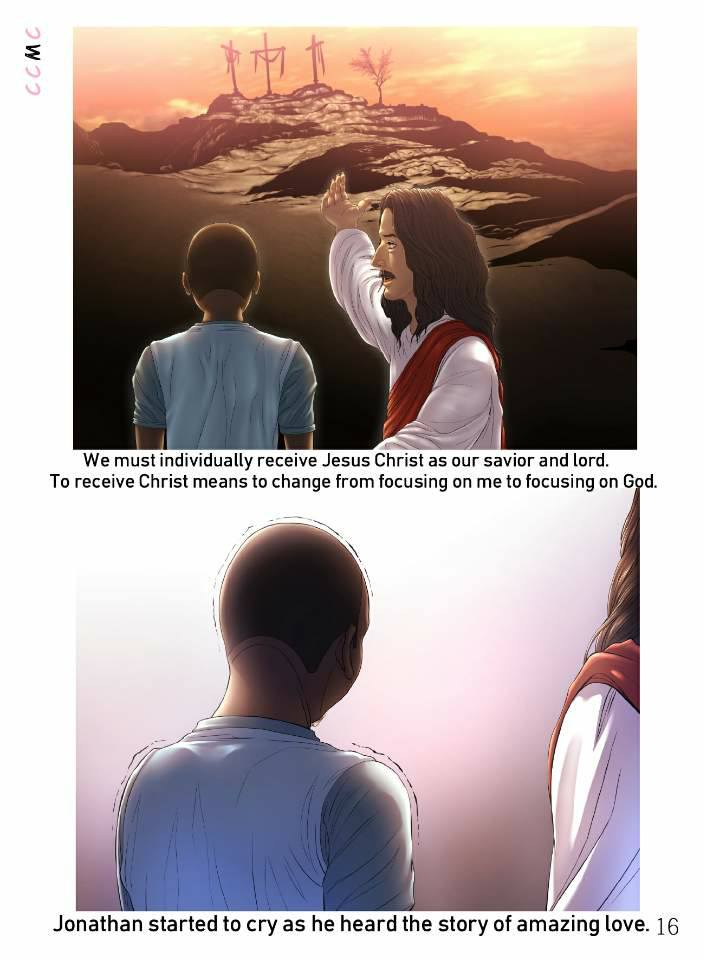 CCWC
We must individually receive Jesus Christ as our savior and lord.
To receive Christ means to change from focusing on me to focusing on God.
Jonathan started to cry as he heard the story of amazing love. 16